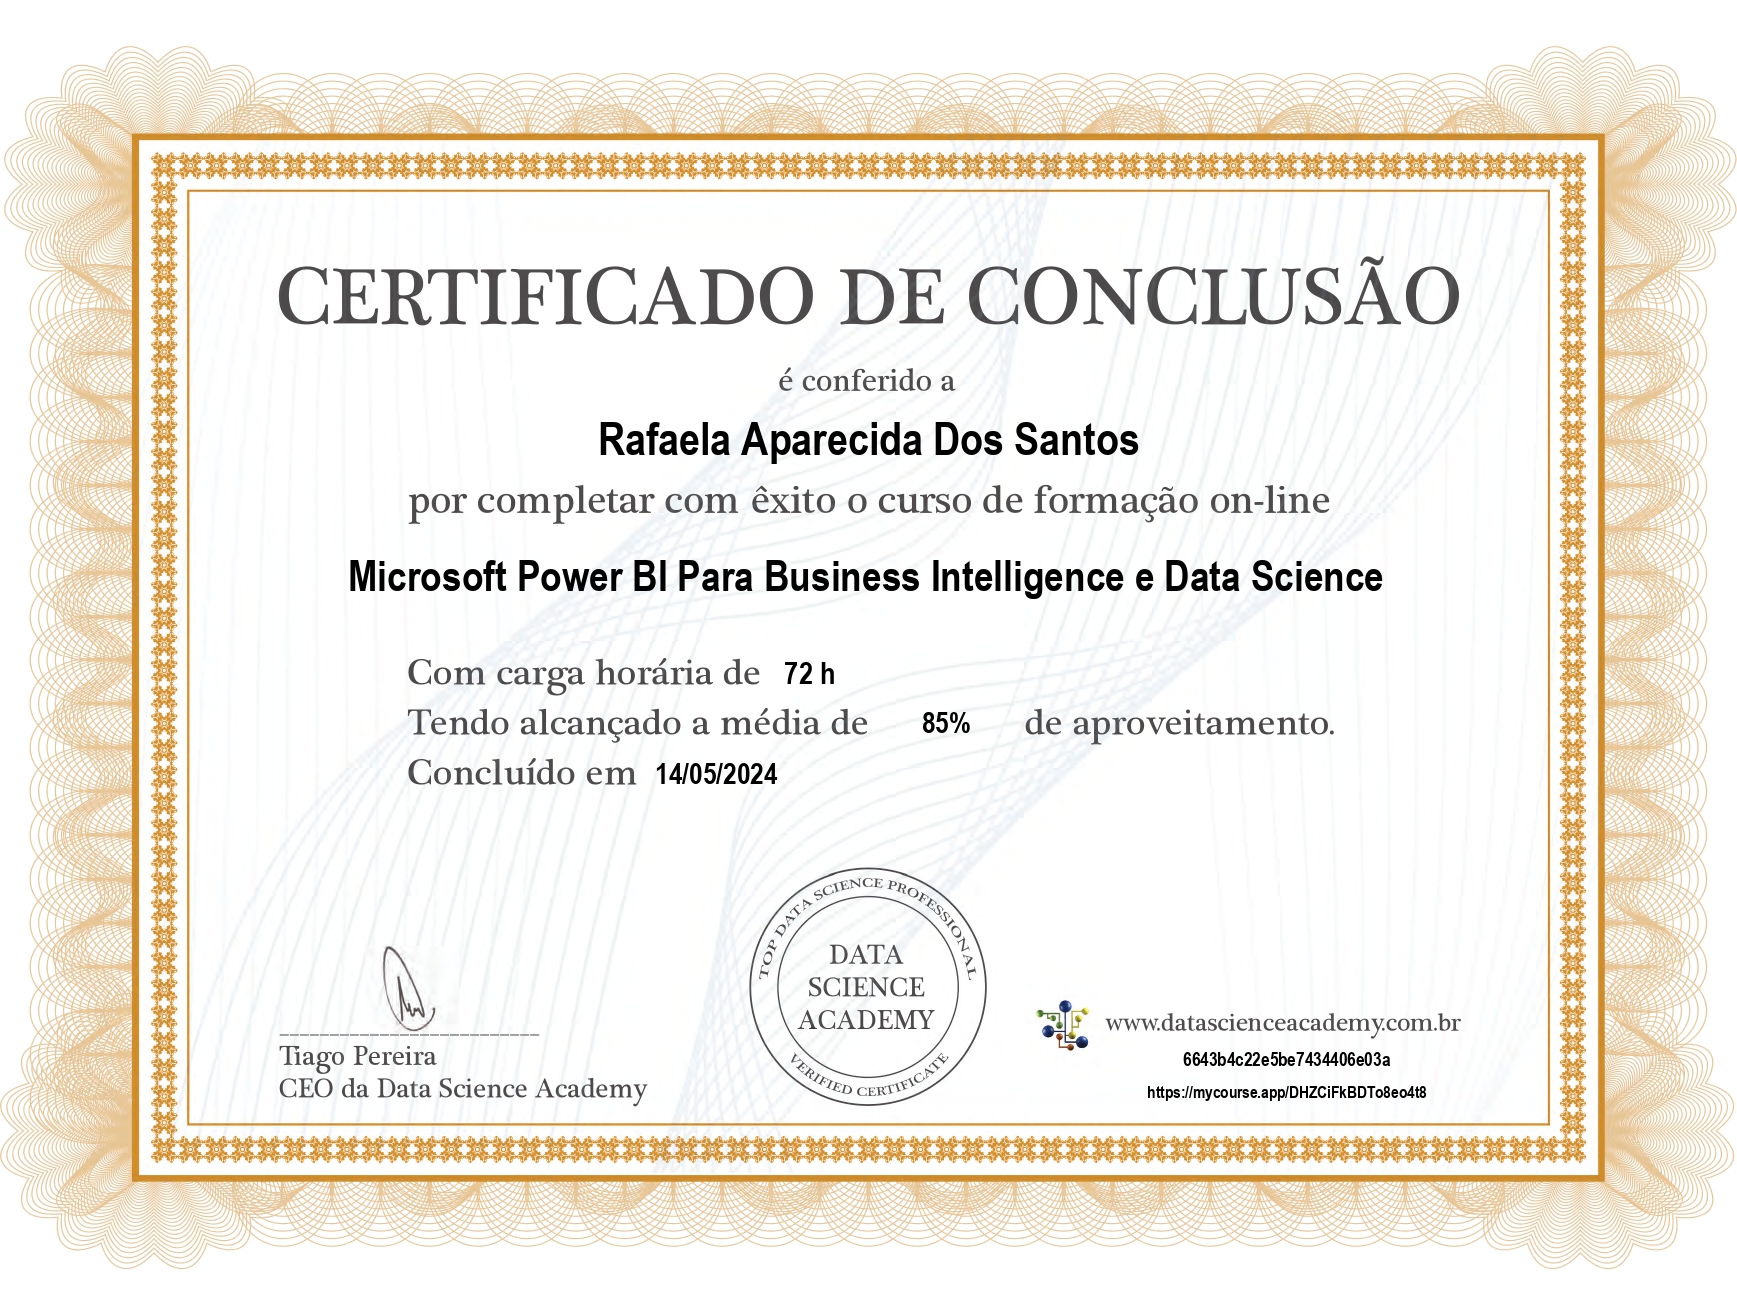 CERTIFICADO DE CONCLUSÃO
é conferido a
Rafaela Aparecida Dos Santos
por completar com êxito o curso de formação on-line
Microsoft Power BI Para Business Intelligence e Data Science
Com carga horária de 72 h
Tendo alcançado a média de 85% de aproveitamento.
Concluído em 14/05/2024
Tiago Pereira
CEO da Data Science Academy
TOP DATA SCIENCE PROFESSIONAL
DATA
SCIENCE
ACADEMY
VERIFIED CERTIFICATE
www.datascienceacademy.com.br
6643b4c22e5be7434406e03a
https://mycourse.app/DHZCiFkBDTo8eo4t8